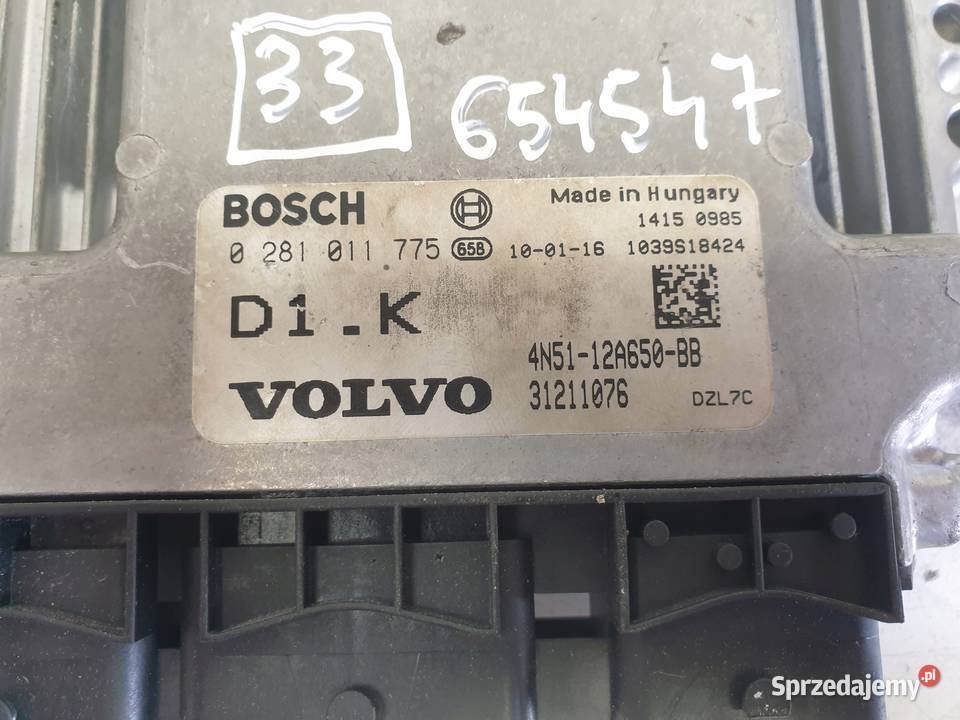 33
654547
BOSCH Made in Hungary
1415 0985
0 281 011 775 658 10-01-16 1039S18424
D1.K
4N51-12A650-BB
VOLVO 31211076 DZL7C
Sprzedajemy.pl